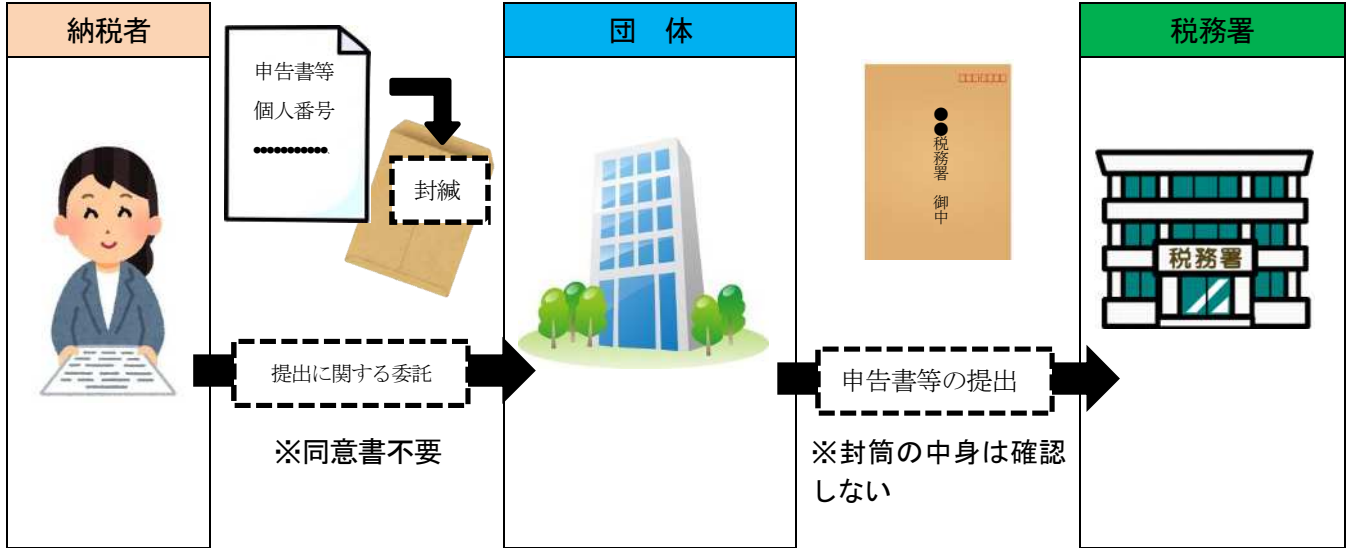 納税者
団　体
税務署
申告書等
個人番号
●●●●●●●●●●●
封緘
●●税務署　御中
税務署
提出に関する委託
申告書等の提出
※同意書不要
※封筒の中身は確認
しない